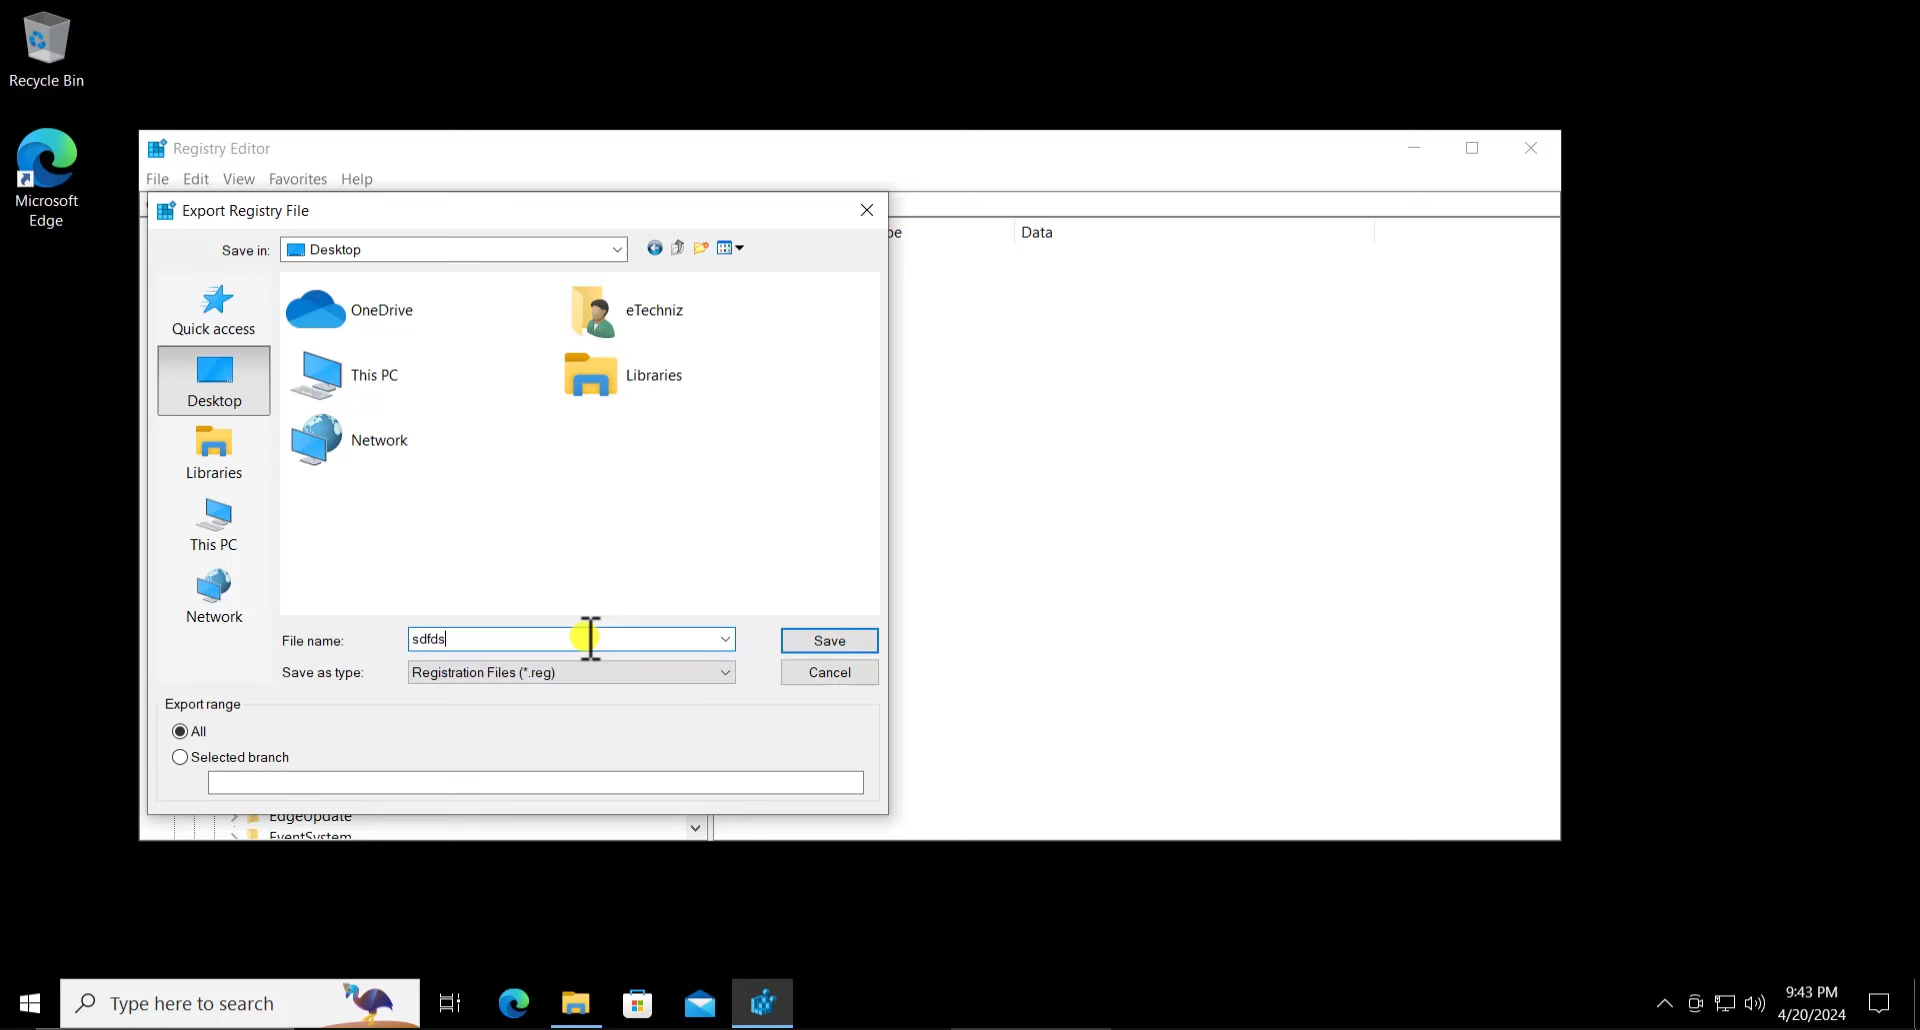 Recycle Bin
Microsoft
Edge
Registry Editor
File Edit View Favorites Help
Export Registry File
Save in: Desktop
Data
Quick access
Desktop
Libraries
This PC
Network
OneDrive
eTechniz
This PC
Libraries
Network
File name: sdfds
Save
Save as type: Registration Files (*.reg)
Cancel
Export range
All
Selected branch
EdgeUpdate
EventSystem
Type here to search
9:43 PM
4/20/2024